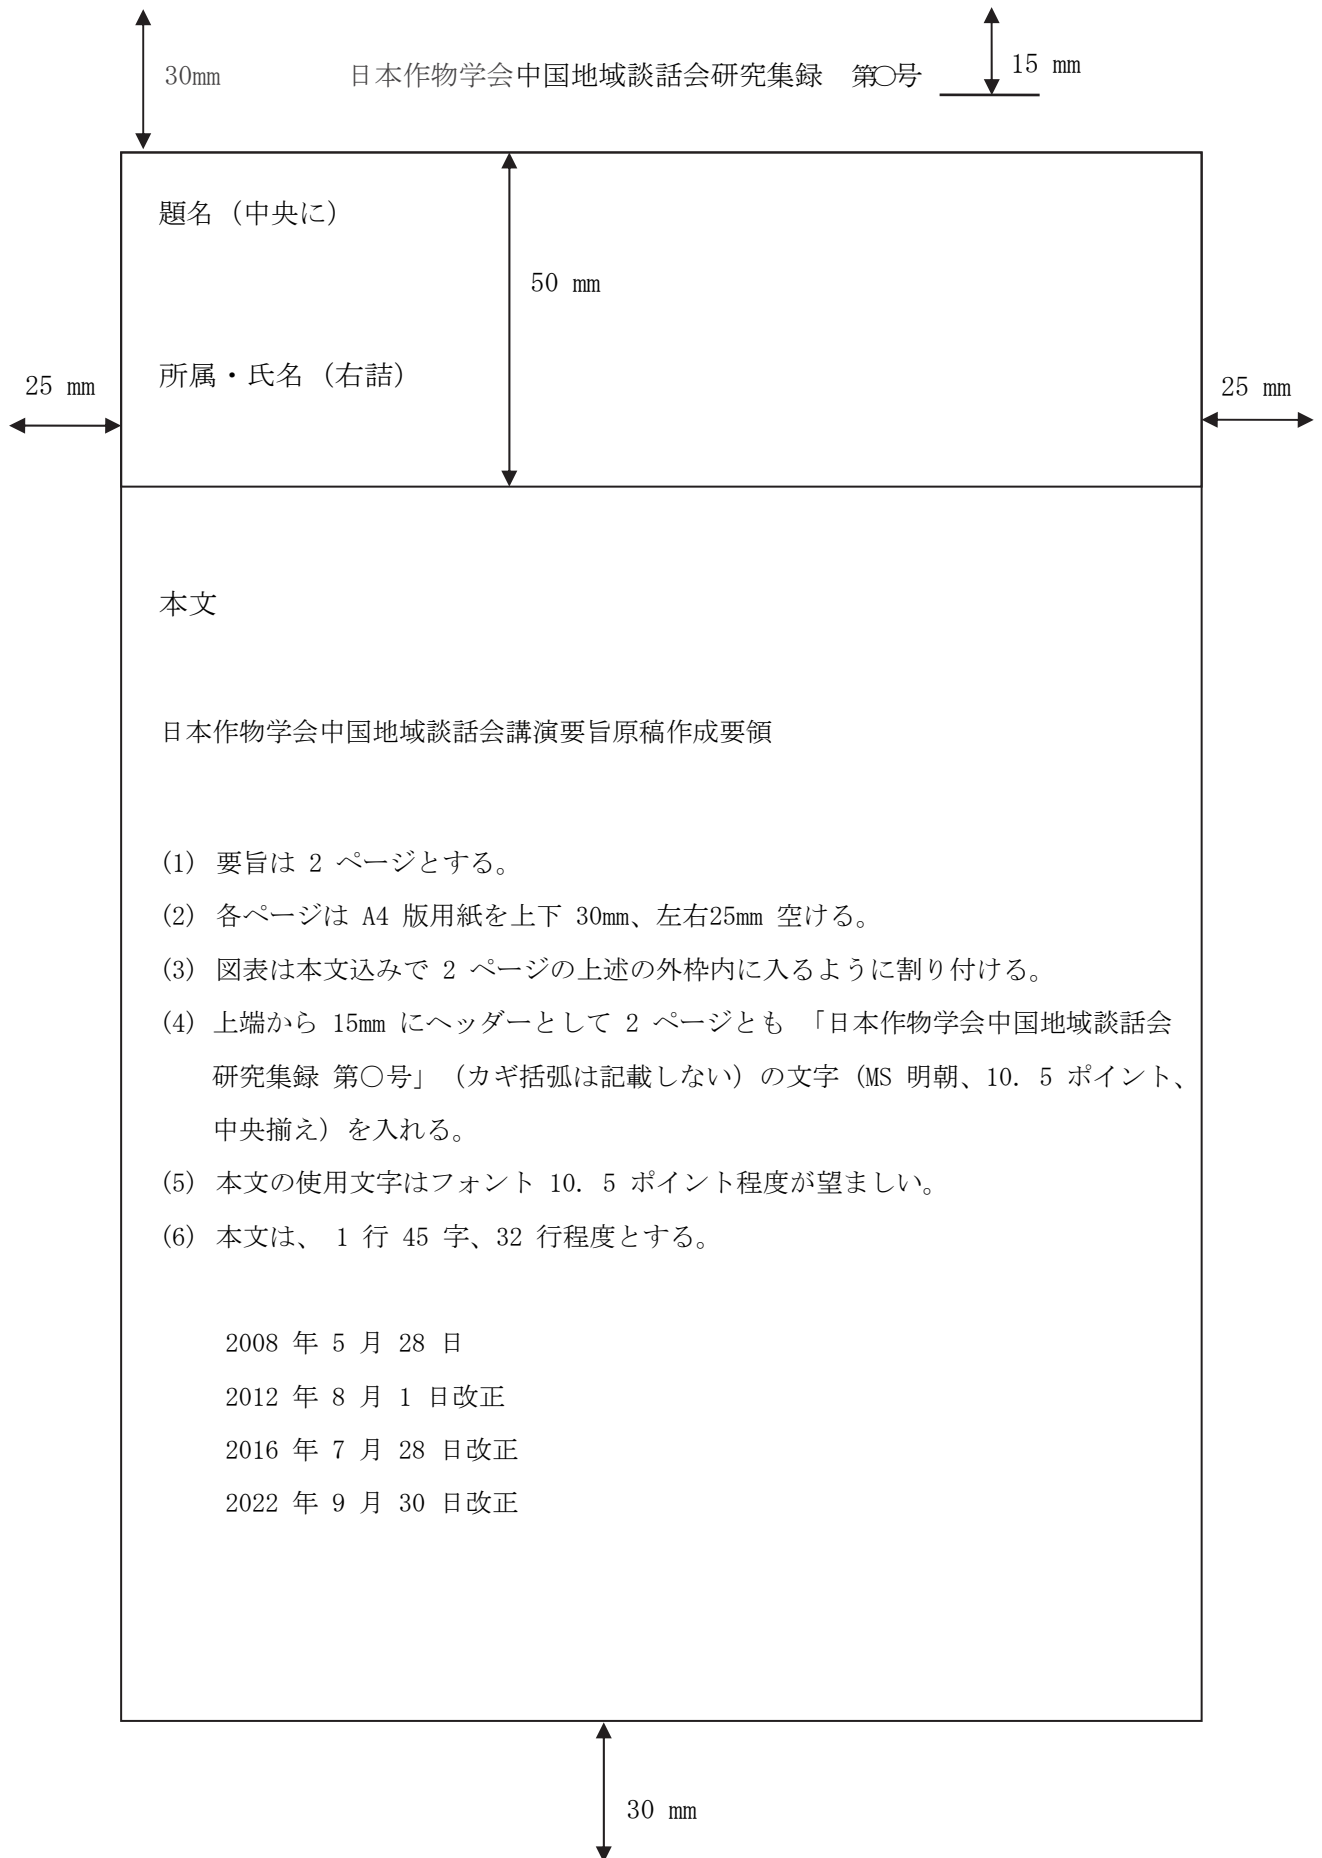 30mm 日本作物学会中国地域談話会研究集録　第○号 15 mm
題名（中央に）
50 mm
所属・氏名（右詰）
25 mm
25 mm
本文
日本作物学会中国地域談話会講演要旨原稿作成要領
(1) 要旨は 2 ページとする。
(2) 各ページは A4 版用紙を上下 30mm、左右25mm 空ける。
(3) 図表は本文込みで 2 ページの上述の外枠内に入るように割り付ける。
(4) 上端から 15mm にヘッダーとして 2 ページとも 「日本作物学会中国地域談話会
研究集録 第○号」（カギ括弧は記載しない）の文字（MS 明朝、10. 5 ポイント、
中央揃え）を入れる。
(5) 本文の使用文字はフォント 10. 5 ポイント程度が望ましい。
(6) 本文は、 1 行 45 字、32 行程度とする。
2008 年 5 月 28 日
2012 年 8 月 1 日改正
2016 年 7 月 28 日改正
2022 年 9 月 30 日改正
30 mm